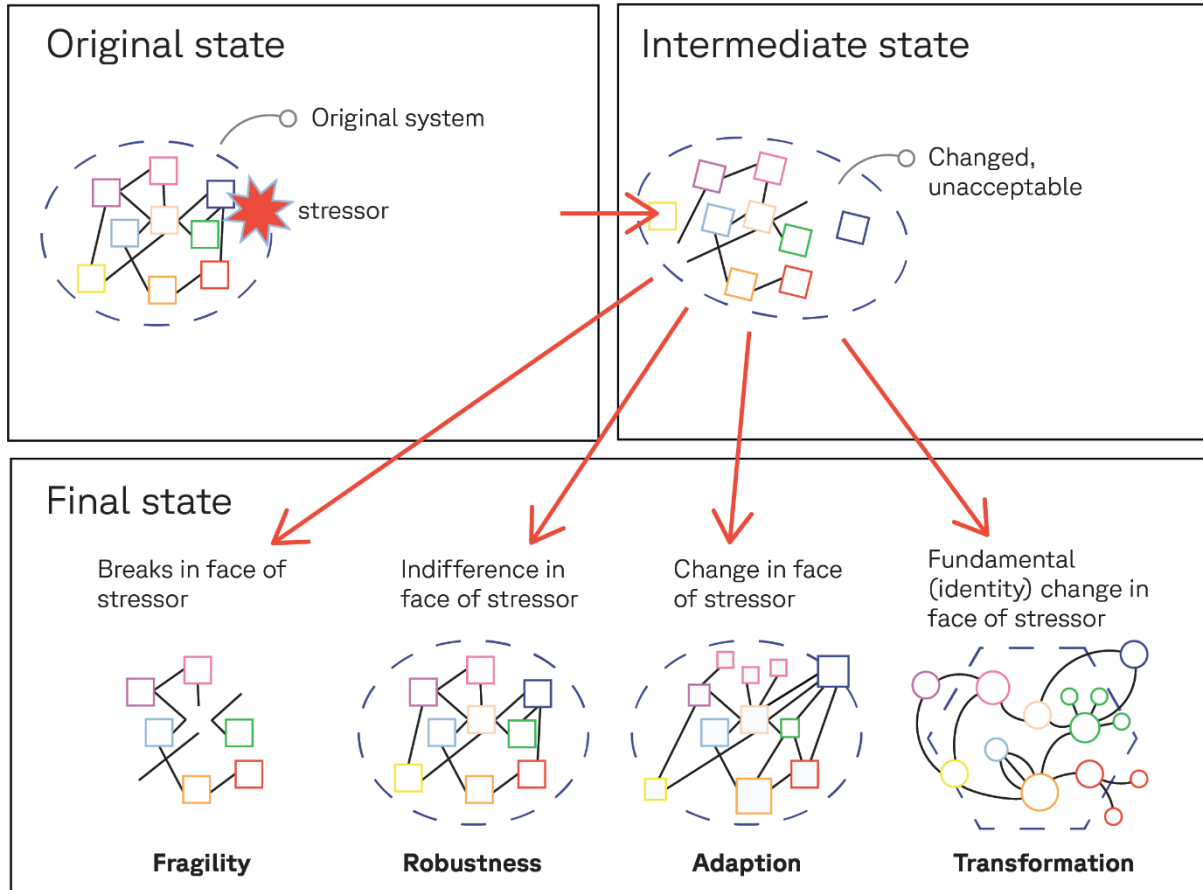 Original state
Original system
stressor
Intermediate state
Changed,
unacceptable
Final state
Breaks in face of
stressor
Indifference in
face of stressor
Change in face
of stressor
Fundamental
(identity) change in
face of stressor
Fragility
Robustness
Adaption
Transformation